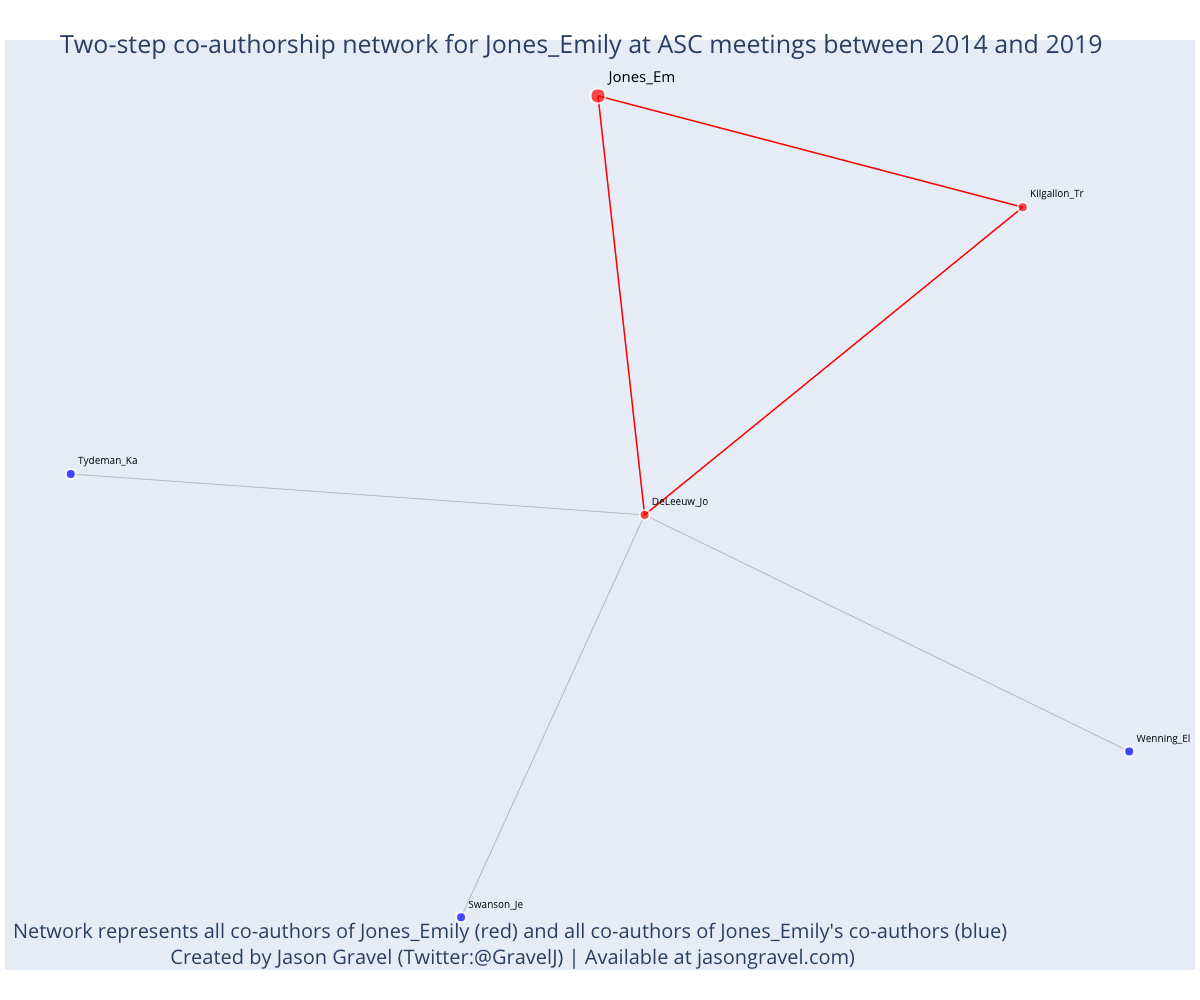 Two-step co-authorship network for Jones_Emily at ASC meetings between 2014 and 2019
Jones_Em
Kilgallon_Tr
Tydeman_Ka
DeLeeuw_Jo
Wenning_El
Swanson_Je
Network represents all co-authors of Jones_Emily (red) and all co-authors of Jones_Emily's co-authors (blue)
Created by Jason Gravel (Twitter:@GravelJ) | Available at jasongravel.com)